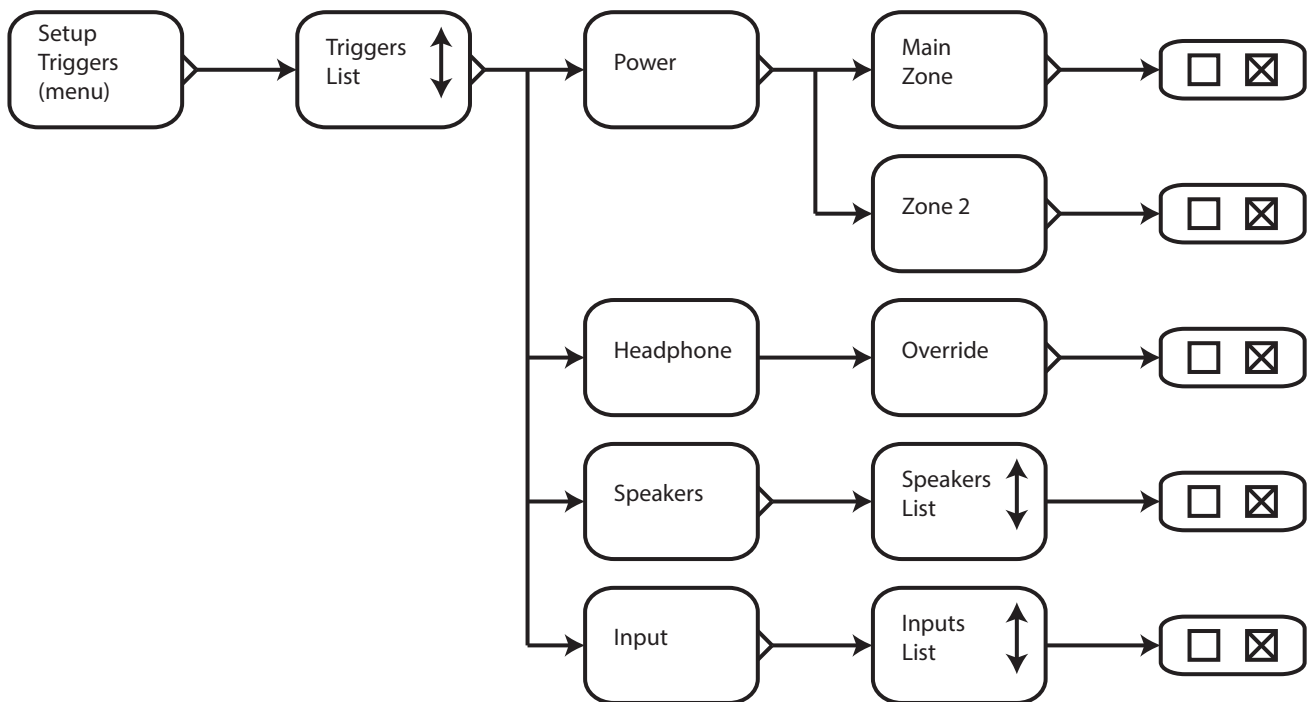 Setup
Triggers
(menu)
Triggers
List
Power
Main
Zone
Zone 2
Headphone
Override
Speakers
Speakers
List
Input
Inputs
List